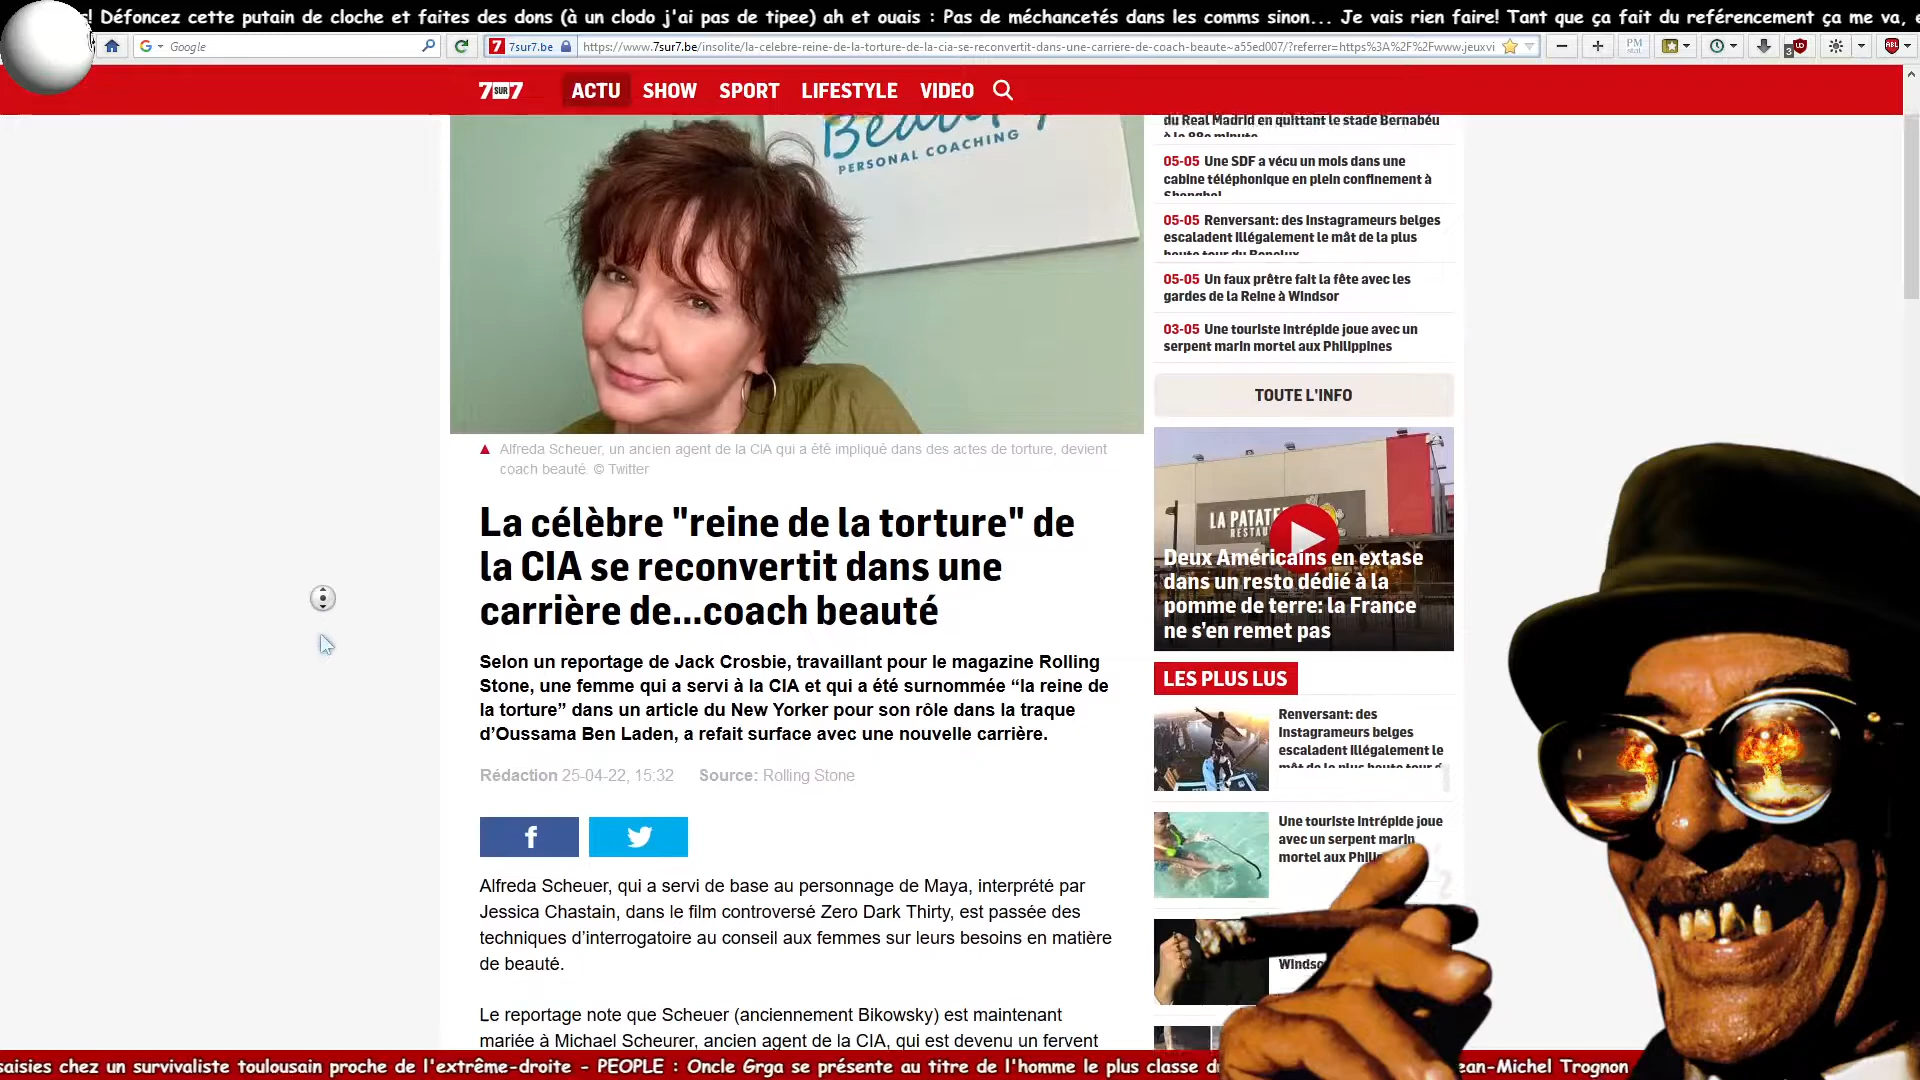 ! Défoncez cette putain de cloche et faites des dons (à un clodo j'ai pas de tipee) ah et ouais : Pas de méchancetés dans les comms sinon... Je vais rien faire! Tant que ça fait du reférencement ça me va,
Google
7sur7.be
https://www.7sur7.be/insolite/la-celebre-reine-de-la-torture-de-la-cia-se-reconvertit-dans-une-carriere-de-coach-beaute~a55ed007/?referrer=https%3A%2F%2Fwww.jeuxvi
7SUR7
ACTU
SHOW
SPORT
LIFESTYLE
VIDEO
PERSONAL COACHING
du Real Madrid en quittant le stade Bernabéu
à la 88e minute
05-05 Une SDF a vécu un mois dans une
cabine téléphonique en plein confinement à
Shanghai
05-05 Renversant: des Instagrameurs belges
escaladent illégalement le mât de la plus
haute tour du Benelux
05-05 Un faux prêtre fait la fête avec les
gardes de la Reine à Windsor
03-05 Une touriste intrépide joue avec un
serpent marin mortel aux Philippines
TOUTE L'INFO
Alfreda Scheuer, un ancien agent de la CIA qui a été impliqué dans des actes de torture, devient
coach beauté. © Twitter
La célèbre "reine de la torture" de
la CIA se reconvertit dans une
carrière de...coach beauté
Selon un reportage de Jack Crosbie, travaillant pour le magazine Rolling
Stone, une femme qui a servi à la CIA et qui a été surnommée “la reine de
la torture” dans un article du New Yorker pour son rôle dans la traque
d’Oussama Ben Laden, a refait surface avec une nouvelle carrière.
Rédaction 25-04-22, 15:32 Source: Rolling Stone
Alfreda Scheuer, qui a servi de base au personnage de Maya, interprété par
Jessica Chastain, dans le film controversé Zero Dark Thirty, est passée des
techniques d’interrogatoire au conseil aux femmes sur leurs besoins en matière
de beauté.
Le reportage note que Scheuer (anciennement Bikowsky) est maintenant
mariée à Michael Scheurer, ancien agent de la CIA, qui est devenu un fervent
LA PATATE
Deux Américains en extase
dans un resto dédié à la
pomme de terre: la France
ne s’en remet pas
LES PLUS LUS
Renversant: des
Instagrameurs belges
escaladent illégalement le
mât de la plus haute tour
Une touriste intrépide joue
avec un serpent marin
mortel aux
2
saisies chez un survivaliste toulousain proche de l'extrême-droite - PEOPLE : Oncle Grga se présente au titre de l'homme le plus classe
ean-Michel Trognon